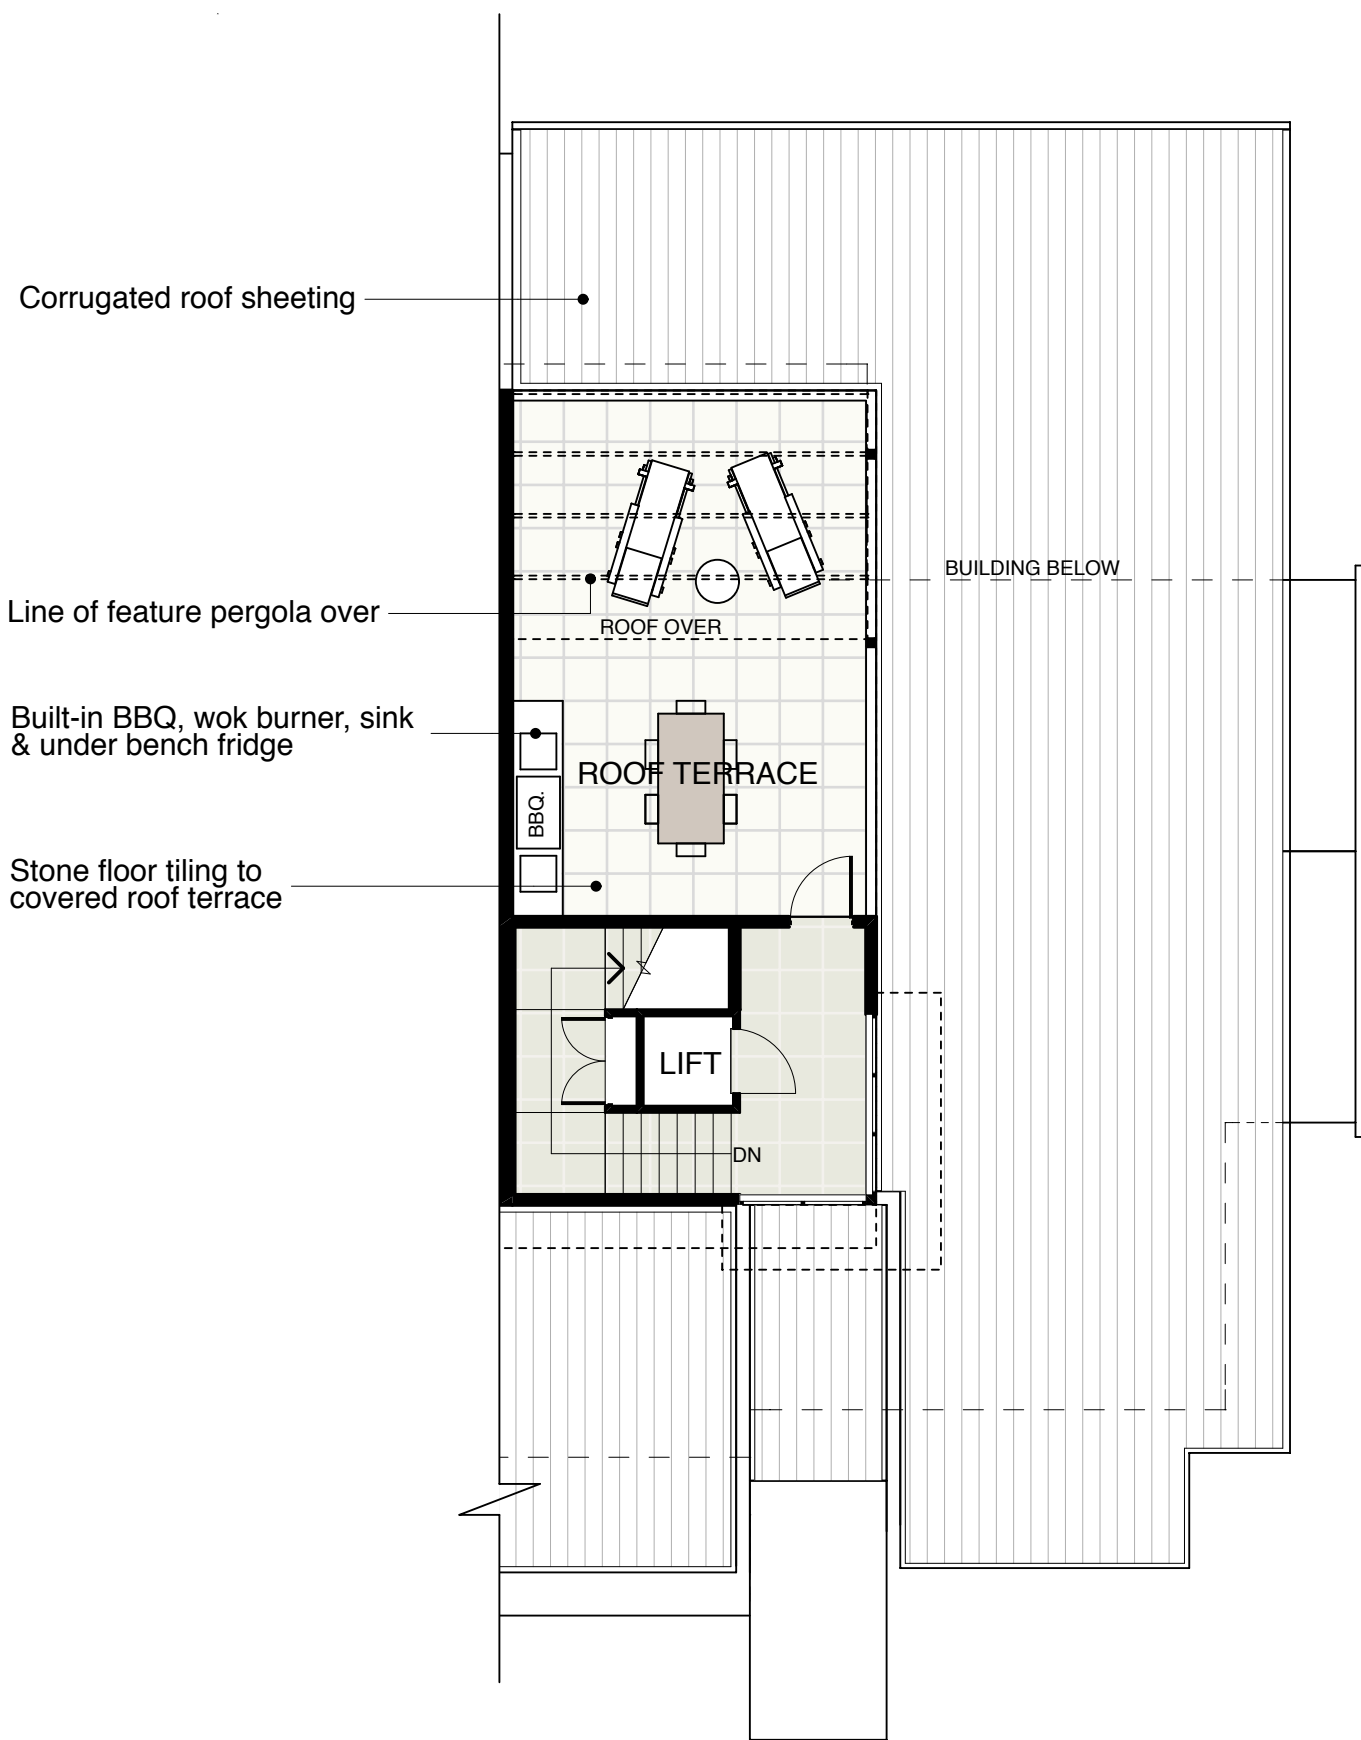 Corrugated roof sheeting
BUILDING BELOW
Line of feature pergola over
ROOF OVER
Built-in BBQ, wok burner, sink
& under bench fridge
ROOF TERRACE
BBQ.
Stone floor tiling to
covered roof terrace
LIFT
DN